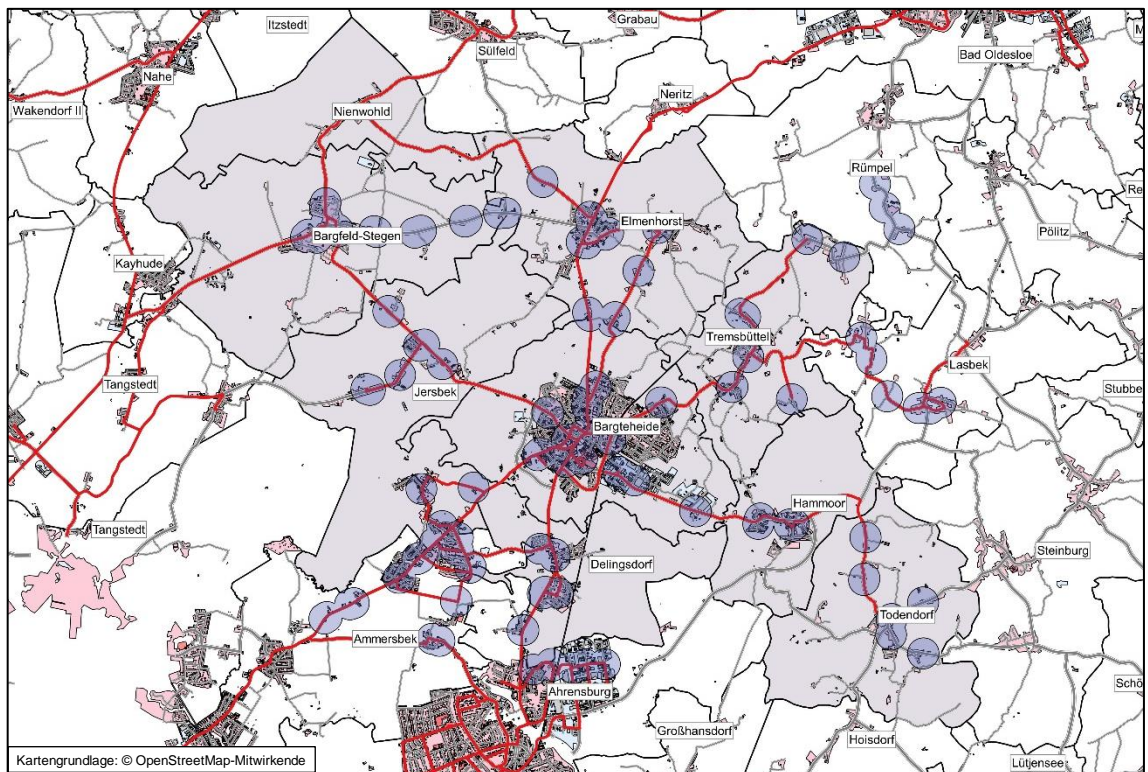 Itzstedt
Grabau
Sülfeld
Bad Oldesloe
Nahe
Neritz
Wakendorf II
Nienwohld
Rümpel
Elmenhorst
Bargfeld-Stegen
Pölitz
Kayhude
Tremsbüttel
Lasbek
Jersbek
Tangstedt
Stubbe
Bargteheide
Hammoor
Tangstedt
Steinburg
Delingsdorf
Todendorf
Ammersbek
Ahrensburg
Schö
Großhansdorf
Hoisdorf
Lütjensee
Kartengrundlage: © OpenStreetMap-Mitwirkende